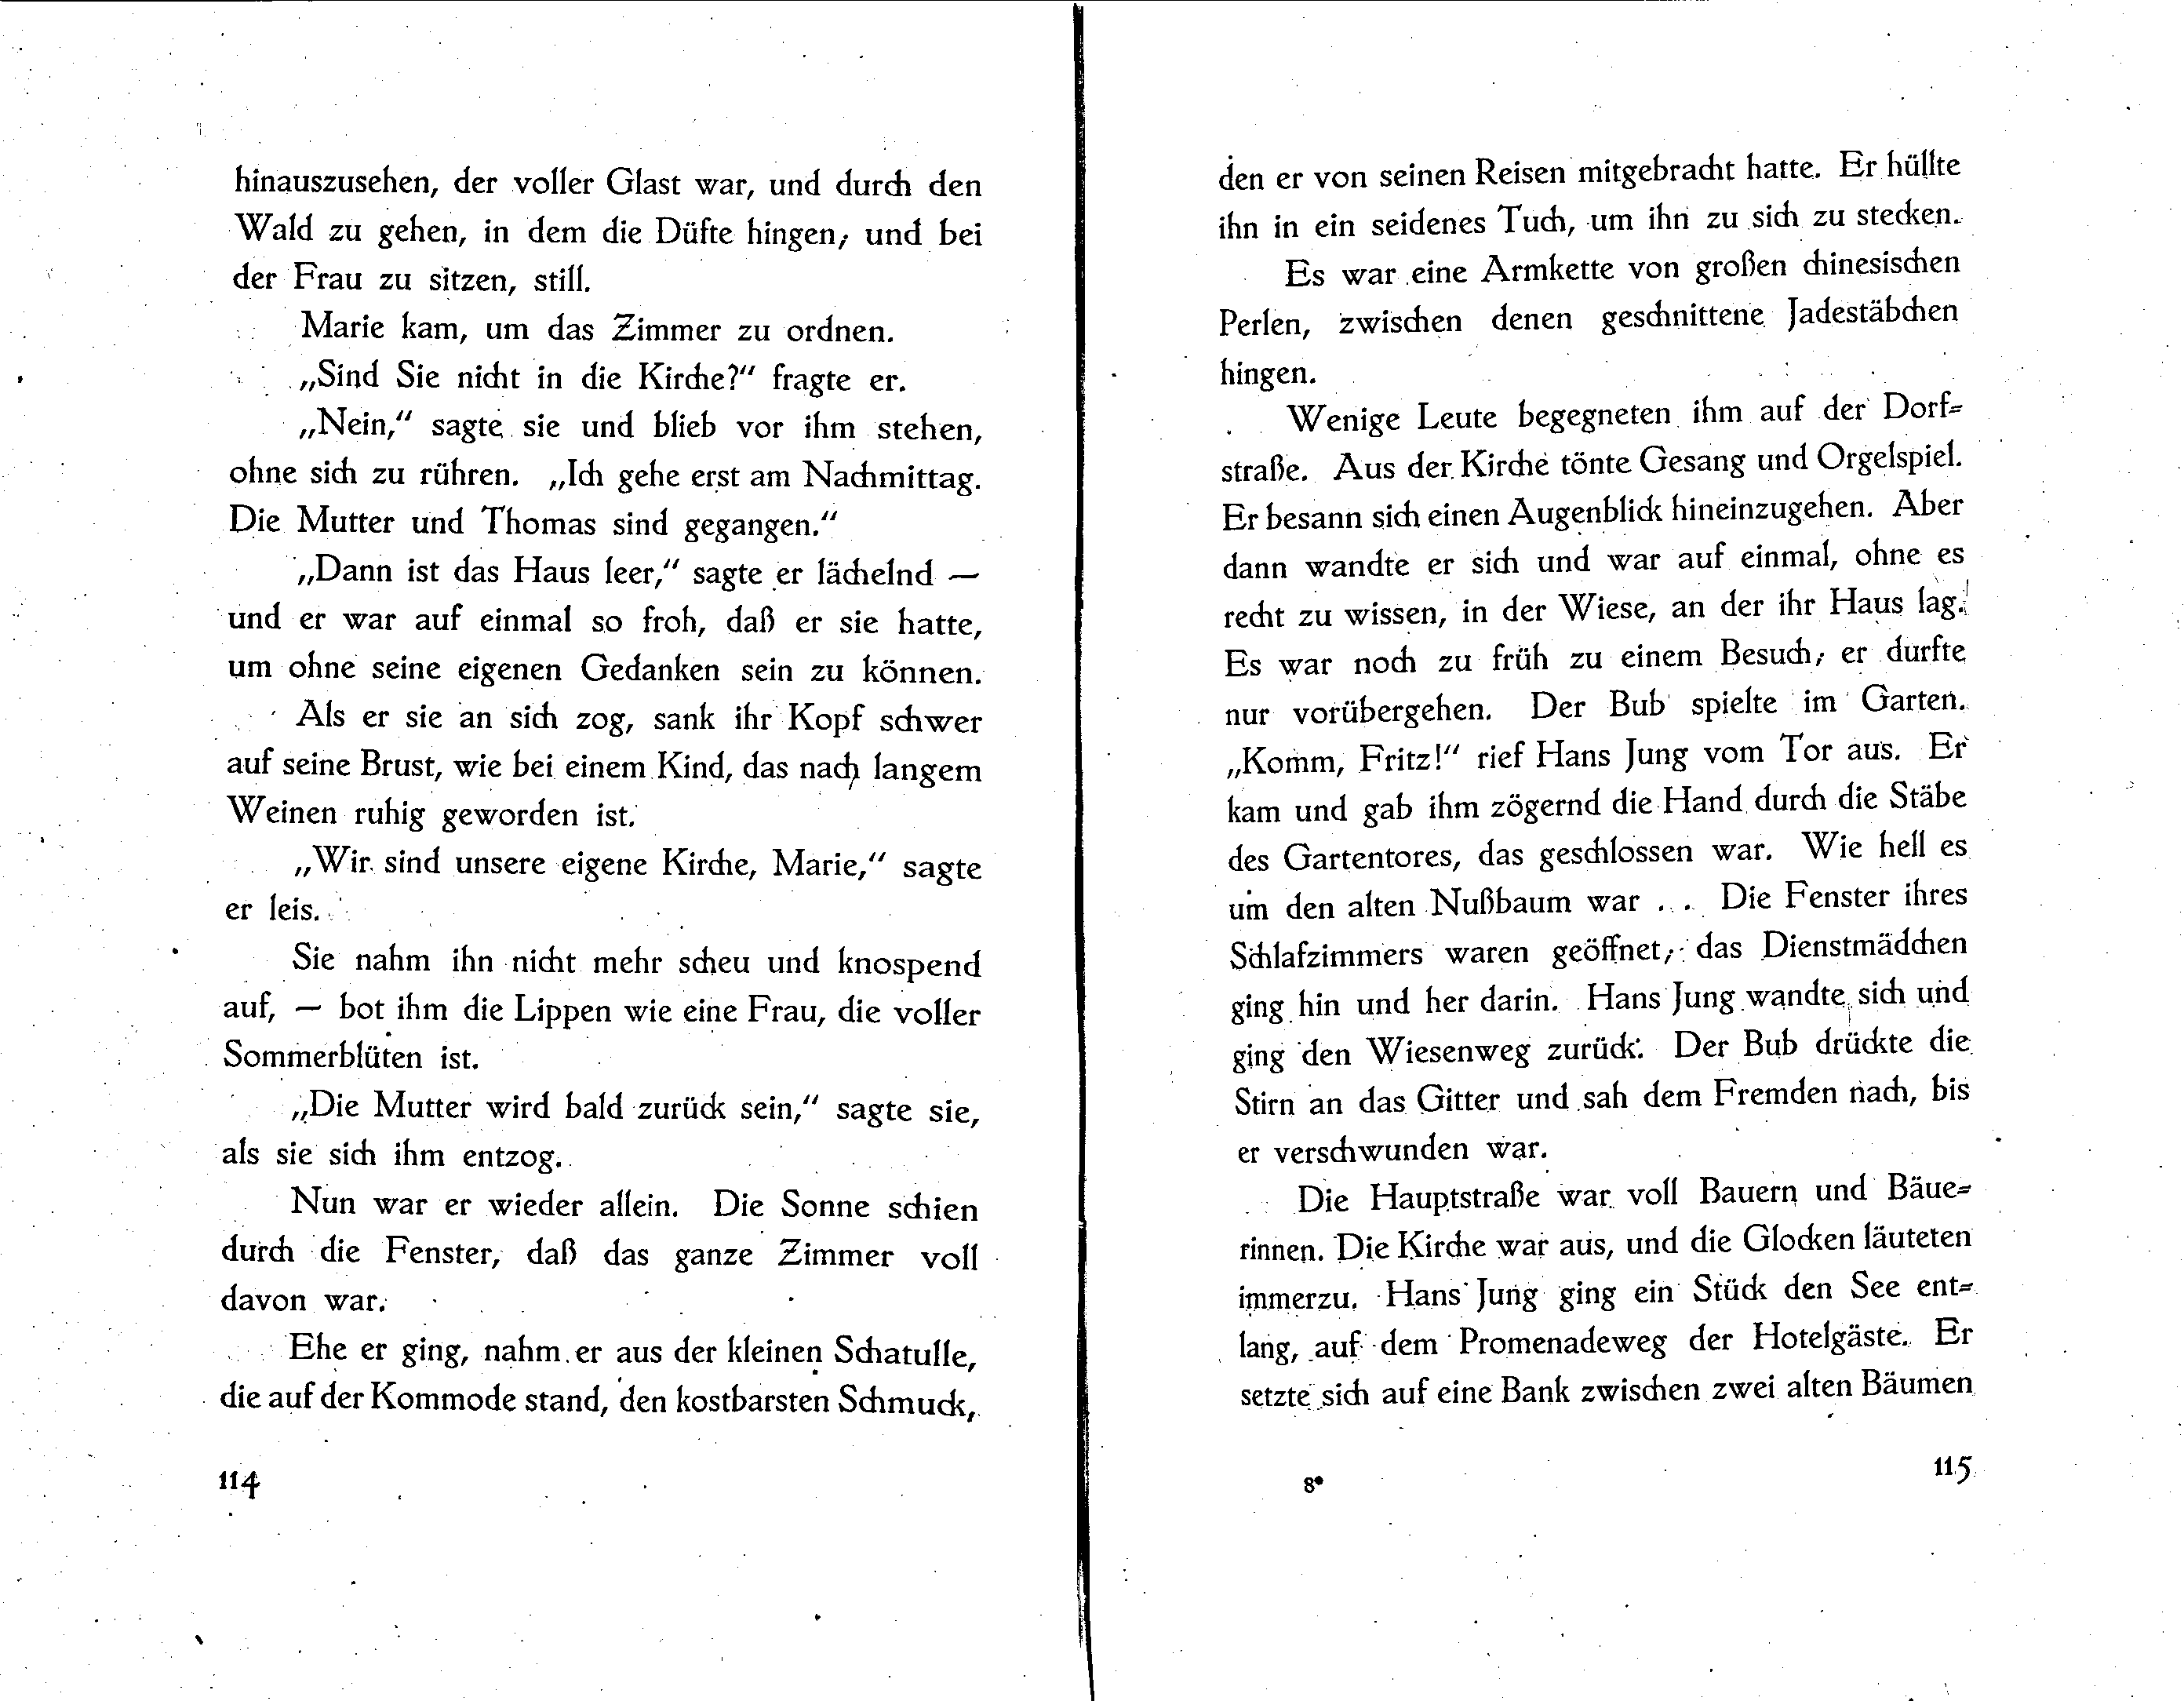 hinauszusehen, der voller Glast war, und durch den
Wald zu gehen, in dem die Düfte hingen; und bei
der Frau zu sitzen, still.
Marie kam, um das Zimmer zu ordnen.
„Sind Sie nicht in die Kirche?“ fragte er.
„Nein,“ sagte sie und blieb vor ihm stehen,
ohne sich zu rühren. „Ich gehe erst am Nachmittag.
Die Mutter und Thomas sind gegangen.“
„Dann ist das Haus leer,“ sagte er lächelnd —
und er war auf einmal so froh, daß er sie hatte,
um ohne seine eigenen Gedanken sein zu können.
Als er sie an sich zog, sank ihr Kopf schwer
auf seine Brust, wie bei einem Kind, das nach langem
Weinen ruhig geworden ist.
„Wir sind unsere eigene Kirche, Marie,“ sagte
er leis.
Sie nahm ihn nicht mehr scheu und knospend
auf, — bot ihm die Lippen wie eine Frau, die voller
Sommerblüten ist.
„Die Mutter wird bald zurück sein,“ sagte sie,
als sie sich ihm entzog.
Nun war er wieder allein. Die Sonne schien
durch die Fenster, daß das ganze Zimmer voll
davon war.
Ehe er ging, nahm er aus der kleinen Schatulle,
die auf der Kommode stand, den kostbarsten Schmuck,
114
den er von seinen Reisen mitgebracht hatte. Er hüllte
ihn in ein seidenes Tuch, um ihn zu sich zu stecken.
Es war eine Armkette von großen chinesischen
Perlen, zwischen denen geschnittene Jadestäbchen
hingen.
Wenige Leute begegneten ihm auf der Dorf-
straße. Aus der Kirche tönte Gesang und Orgelspiel.
Er besann sich einen Augenblick hineinzugehen. Aber
dann wandte er sich und war auf einmal, ohne es
recht zu wissen, in der Wiese, an der ihr Haus lag.
Es war noch zu früh zu einem Besuch; er durfte
nur vorübergehen. Der Bub spielte im Garten.
„Komm, Fritz!“ rief Hans Jung vom Tor aus. Er
kam und gab ihm zögernd die Hand durch die Stäbe
des Gartentores, das geschlossen war. Wie hell es
um den alten Nußbaum war ... Die Fenster ihres
Schlafzimmers waren geöffnet; das Dienstmädchen
ging hin und her darin. Hans Jung wandte sich und
ging den Wiesenweg zurück. Der Bub drückte die
Stirn an das Gitter und sah dem Fremden nach, bis
er verschwunden war.
Die Hauptstraße war voll Bauern und Bäue-
rinnen. Die Kirche war aus, und die Glocken läuteten
immerzu. Hans Jung ging ein Stück den See ent-
lang, auf dem Promenadeweg der Hotelgäste. Er
setzte sich auf eine Bank zwischen zwei alten Bäumen
8*
115